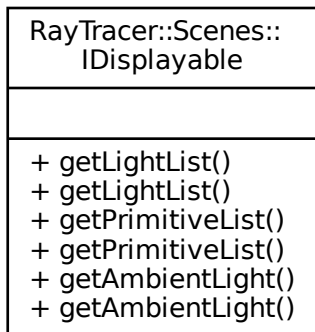 RayTracer::Scenes::
IDisplayable
+ getLightList()
+ getLightList()
+ getPrimitiveList()
+ getPrimitiveList()
+ getAmbientLight()
+ getAmbientLight()